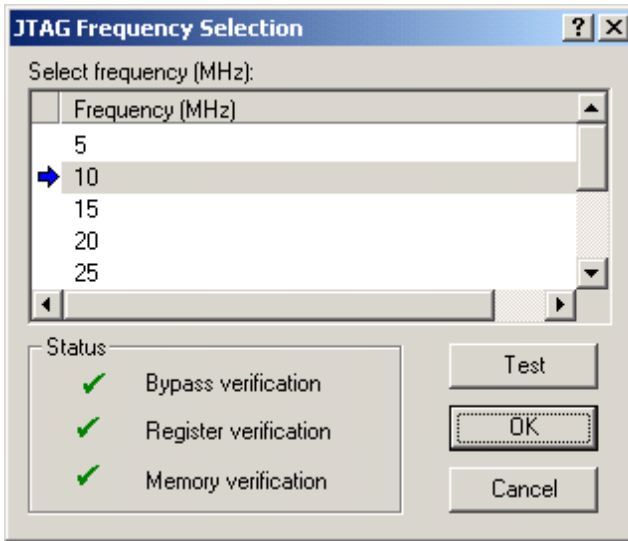 JTAG Frequency Selection
Select frequency (MHz):
Frequency (MHz)
5
10
15
20
25
Status
Bypass verification
Register verification
Memory verification
Test
OK
Cancel